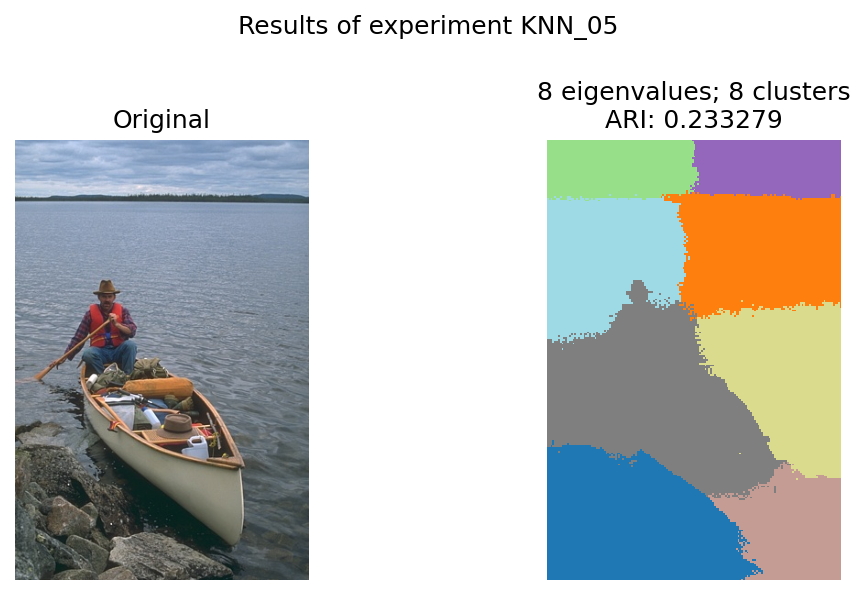 Results of experiment KNN_05
Original
8 eigenvalues; 8 clusters
ARI: 0.233279